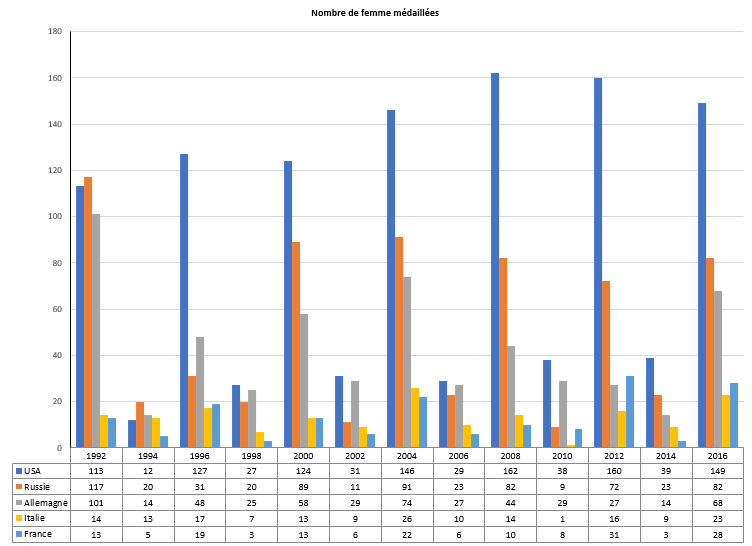 Nombre de femme médaillées
180
160
140
120
100
80
60
40
20
0
1992 1994 1996 1998 2000 2002 2004 2006 2008 2010 2012 2014 2016
USA 113 12 127 27 124 31 146 29 162 38 160 39 149
Russie 117 20 31 20 89 11 91 23 82 9 72 23 82
Allemagne 101 14 48 25 58 29 74 27 44 29 27 14 68
Italie 14 13 17 7 13 9 26 10 14 1 16 9 23
France 13 5 19 3 13 6 22 6 10 8 31 3 28